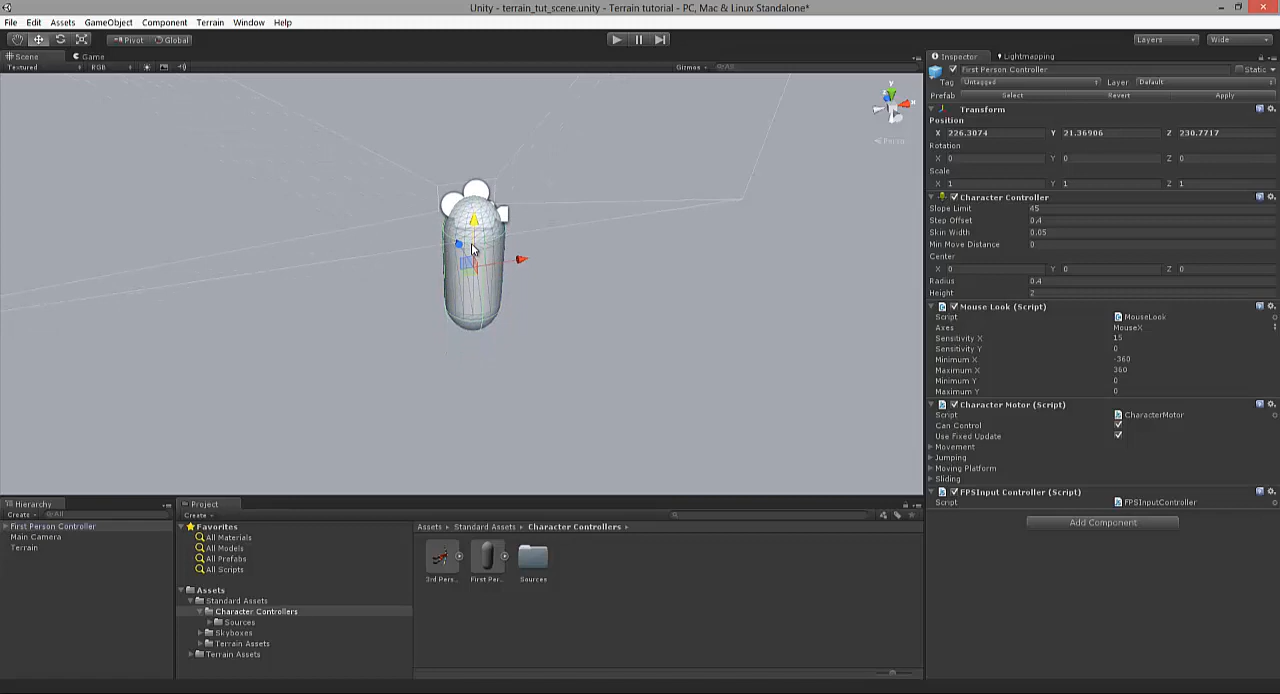 Unity - terrain_tut_scene.unity - Terrain tutorial - PC, Mac & Linux Standalone*
File Edit Assets GameObject Component Terrain Window Help
Pivot Global Layers Wide
Scene Game
Textured RGB Gizmos All
y
x
Persp
Inspector Lightmapping
First Person Controller Static
Tag Untagged Layer Default
Prefab Select Revert Apply
Transform
Position
X 226.3074 Y 21.36906 Z 230.7717
Rotation
X 0 Y 0 Z 0
Scale
X 1 Y 1 Z 1
Character Controller
Slope Limit 45
Step Offset 0.4
Skin Width 0.05
Min Move Distance 0
Center
X 0 Y 0 Z 0
Radius 0.4
Height 2
Mouse Look (Script)
Script MouseLook
Axes MouseX
Sensitivity X 15
Sensitivity Y 0
Minimum X -360
Maximum X 360
Minimum Y 0
Maximum Y 0
Character Motor (Script)
Script CharacterMotor
Can Control
Use Fixed Update
Movement
Jumping
Moving Platform
Sliding
FPSInput Controller (Script)
Script FPSInputController
Add Component
Hierarchy
Create All
First Person Controller
Main Camera
Terrain
Project
Create
Favorites
All Materials
All Models
All Prefabs
All Scripts
Assets
Standard Assets
Character Controllers
Sources
Skyboxes
Terrain Assets
Terrain Assets
Assets Standard Assets Character Controllers
3rd Pers... First Per... Sources